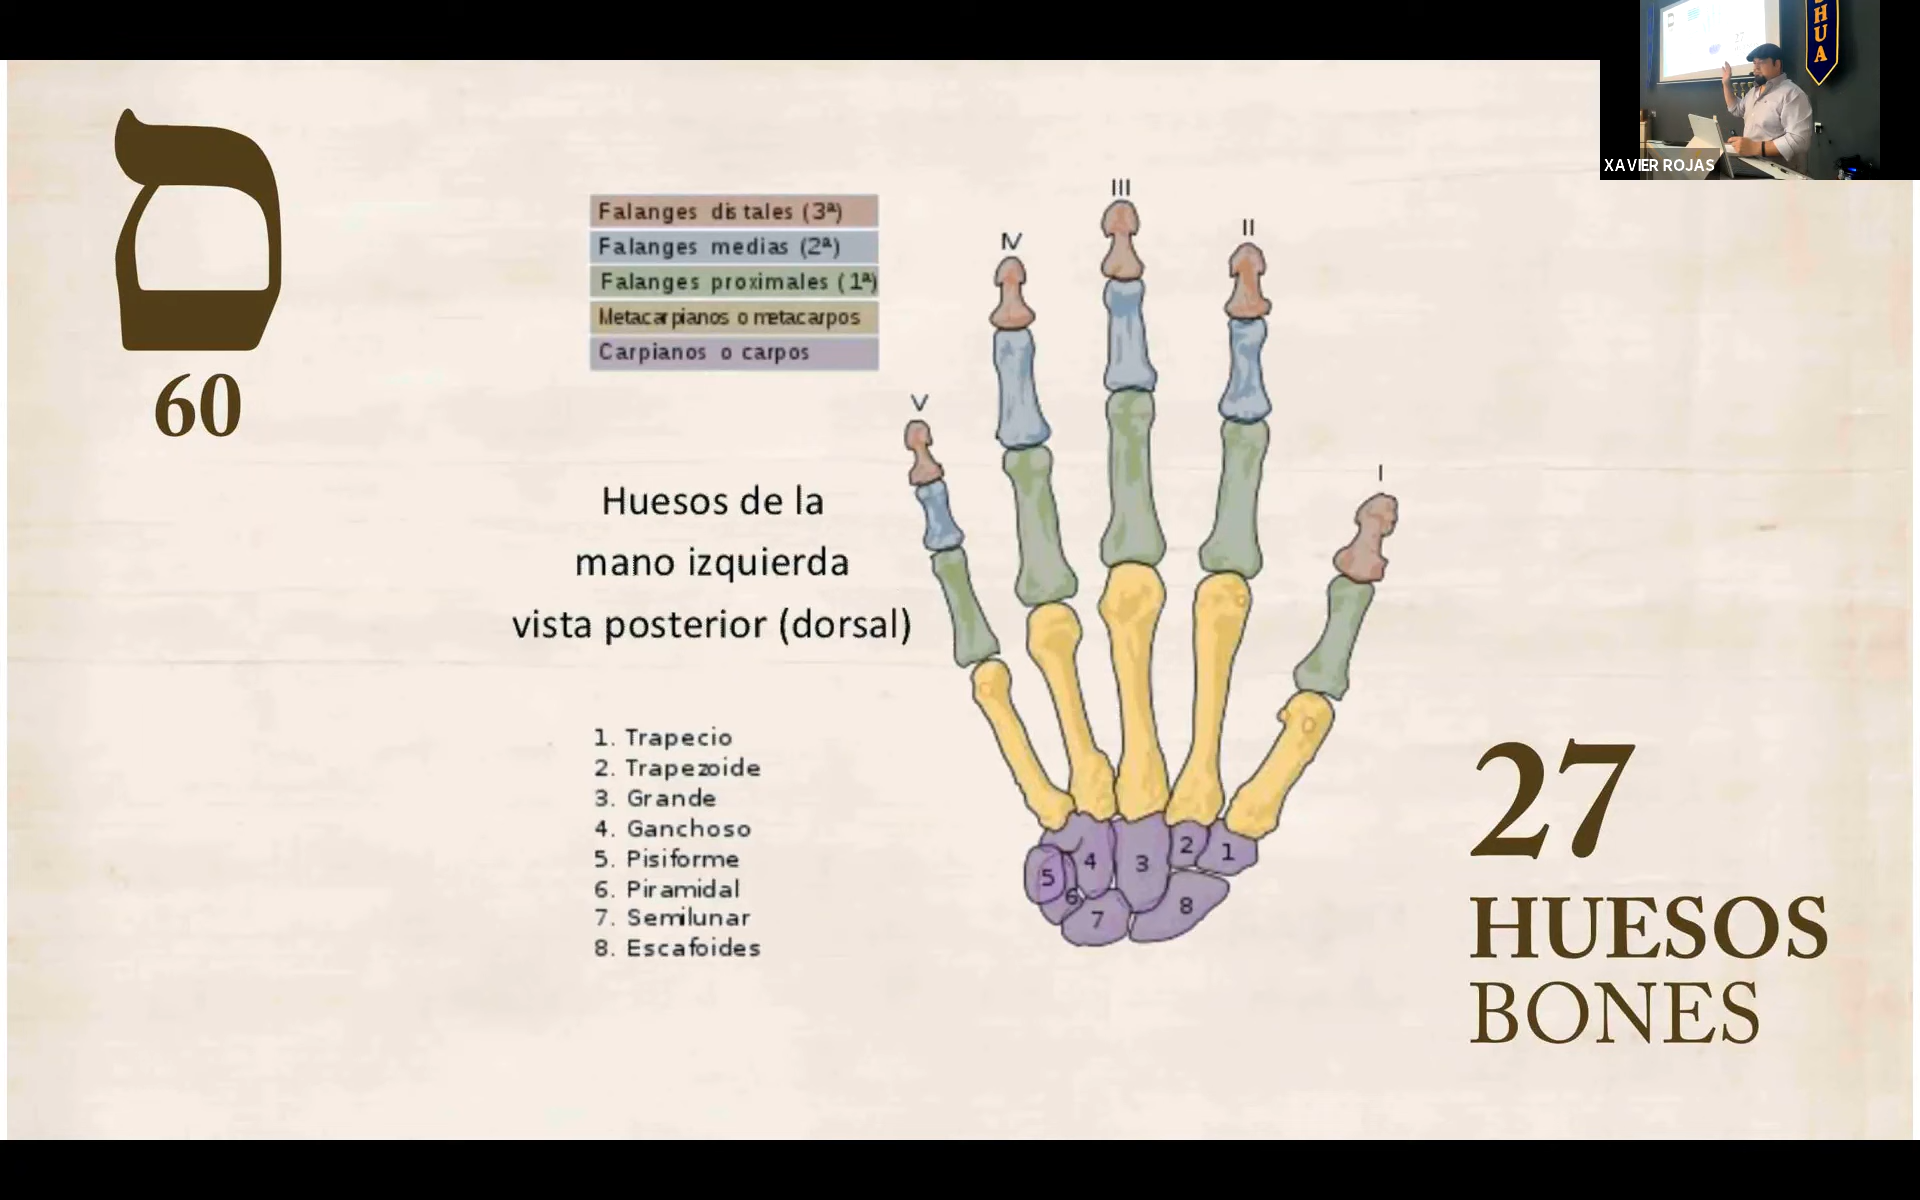 ס
60
Falanges distales (3ª)
Falanges medias (2ª)
Falanges proximales (1ª)
Metacarpianos o metacarpos
Carpianos o carpos
Huesos de la
mano izquierda
vista posterior (dorsal)
1. Trapecio
2. Trapezoide
3. Grande
4. Ganchoso
5. Pisiforme
6. Piramidal
7. Semilunar
8. Escafoides
V
IV
III
II
I
5
4
3
2
1
6
7
8
27
HUESOS
BONES
HUA
XAVIER ROJAS